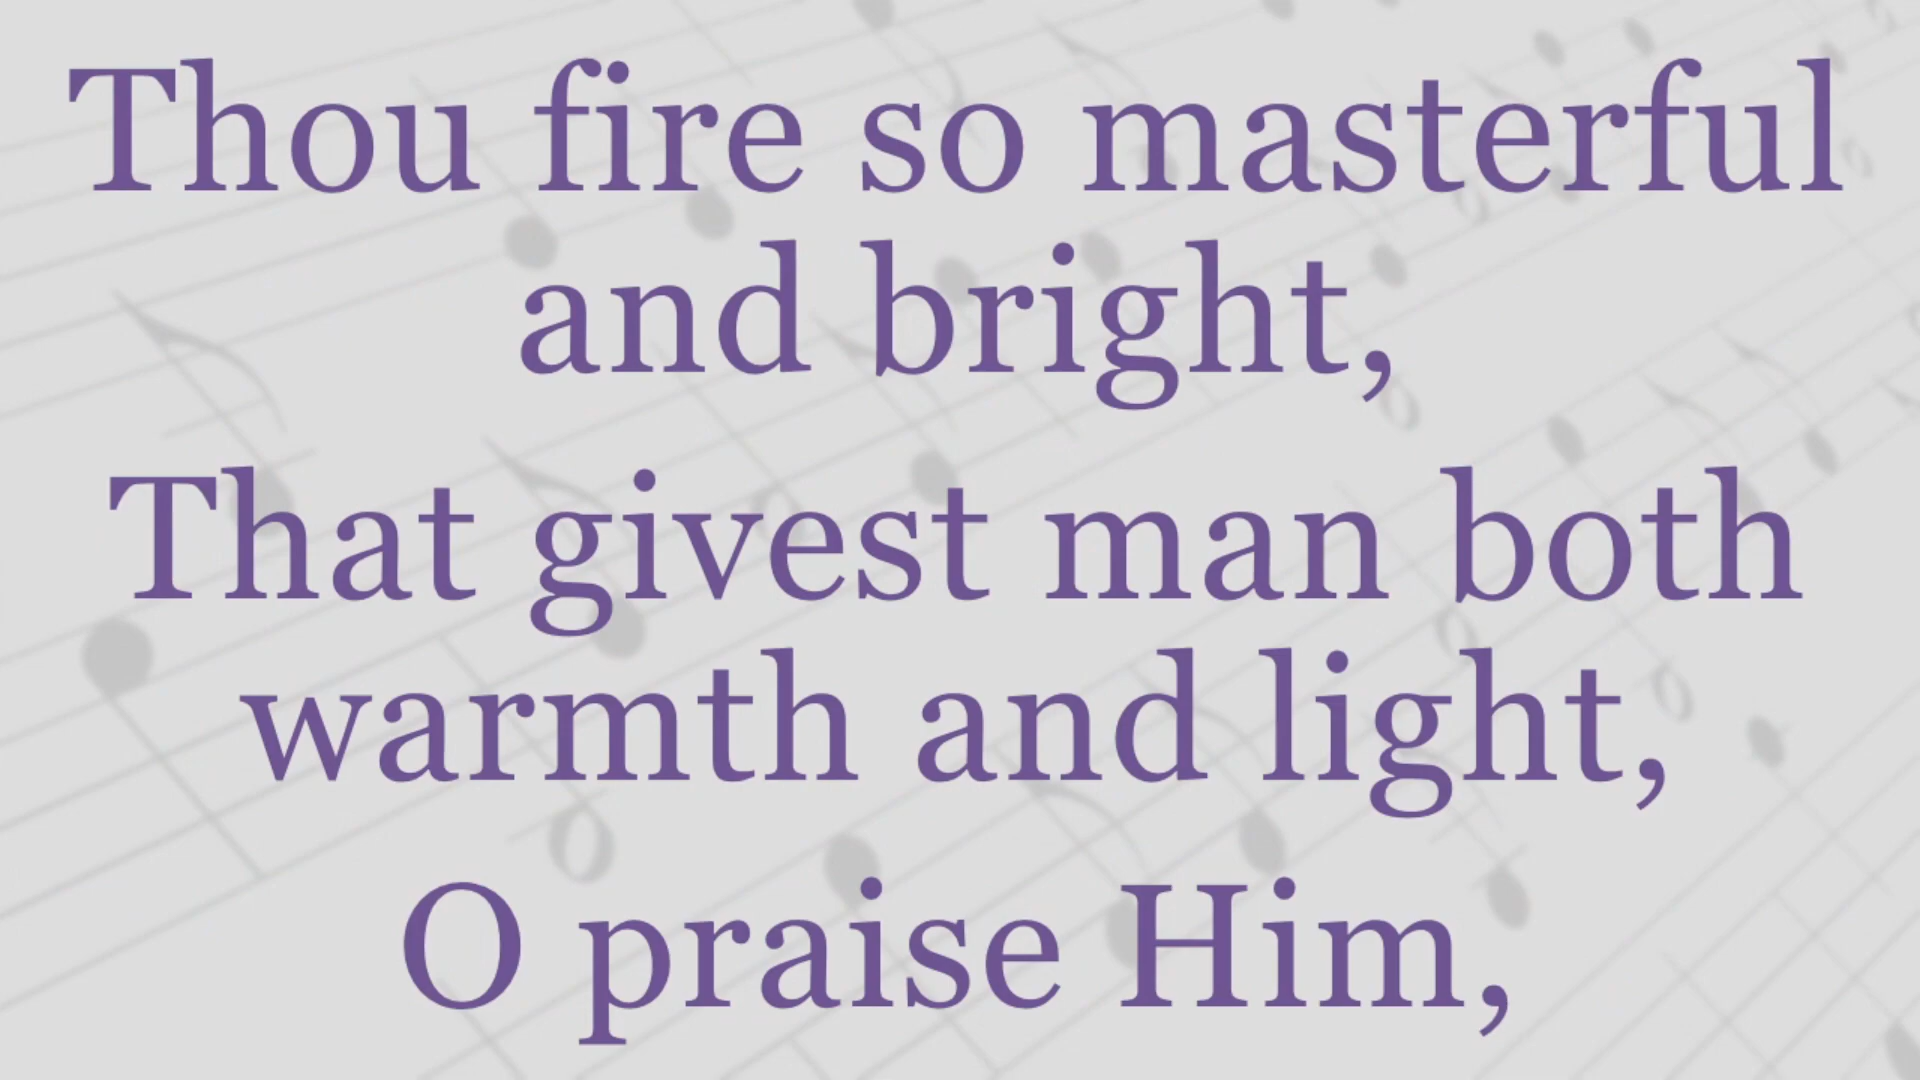 Thou fire so masterful
and bright,
That givest man both
warmth and light,
O praise Him,